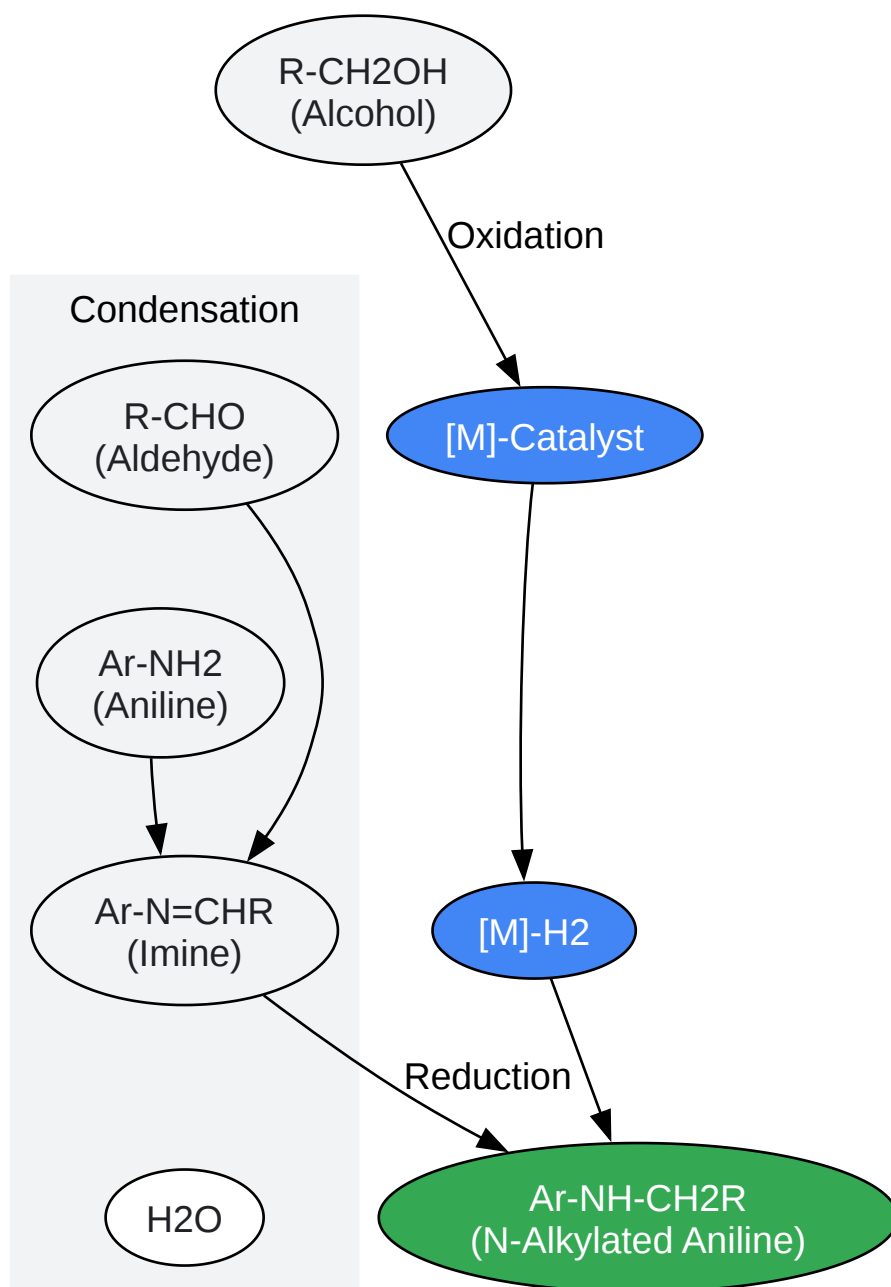 R-CH2OH
(Alcohol)
Oxidation
Condensation
R-CHO
(Aldehyde)
[M]-Catalyst
Ar-NH2
(Aniline)
Ar-N=CHR
(Imine)
[M]-H2
Reduction
H2O
Ar-NH-CH2R
(N-Alkylated Aniline)